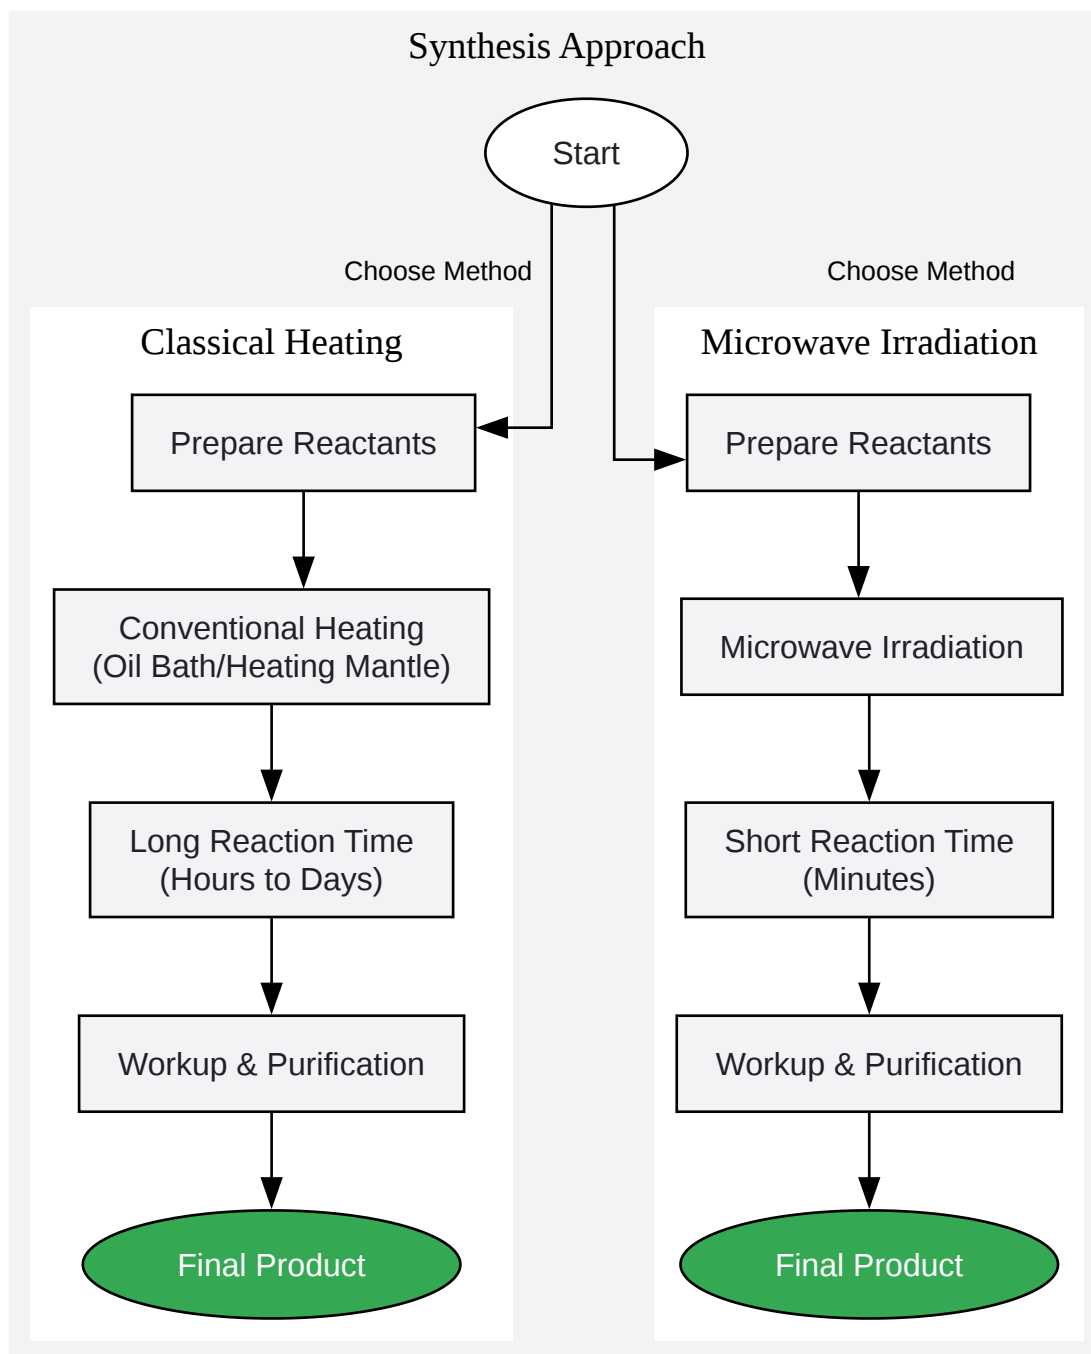 Synthesis Approach
Start
Choose Method
Choose Method
Classical Heating
Prepare Reactants
Conventional Heating
(Oil Bath/Heating Mantle)
Long Reaction Time
(Hours to Days)
Workup & Purification
Final Product
Microwave Irradiation
Prepare Reactants
Microwave Irradiation
Short Reaction Time
(Minutes)
Workup & Purification
Final Product